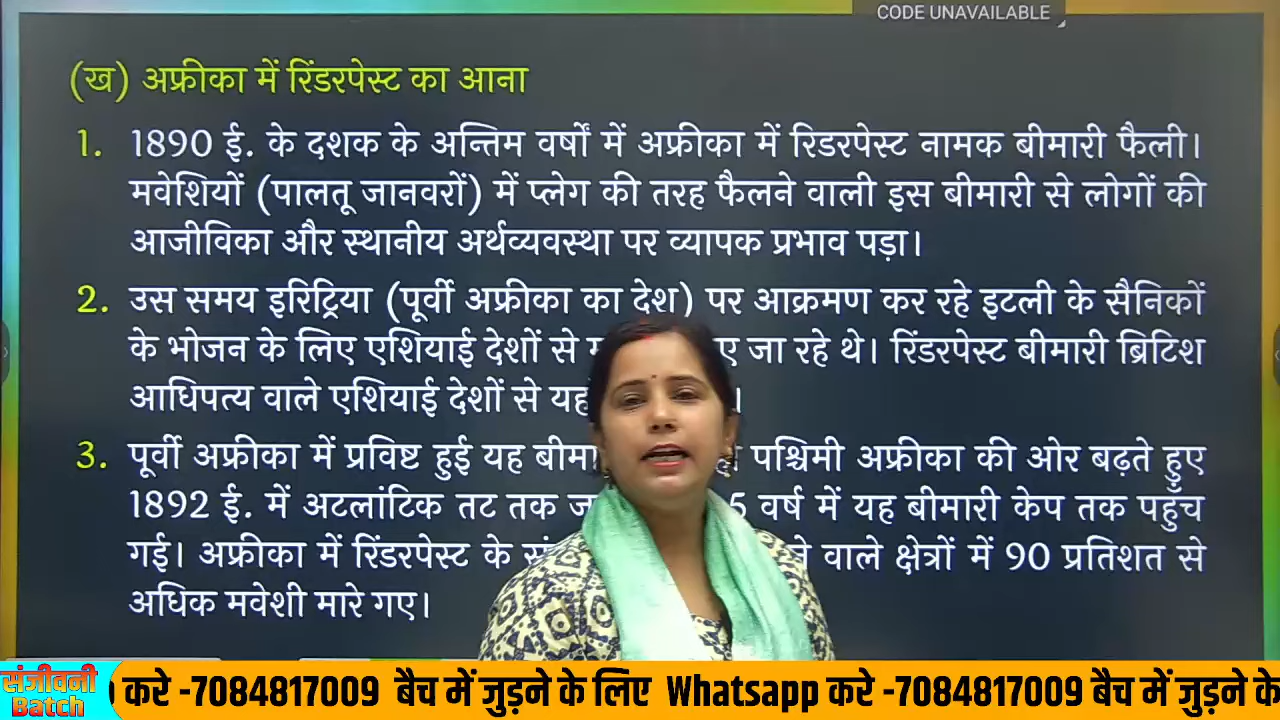 CODE UNAVAILABLE
(ख) अफ्रीका में रिंडरपेस्ट का आना
1. 1890 ई. के दशक के अन्तिम वर्षों में अफ्रीका में रिडरपेस्ट नामक बीमारी फैली।
मवेशियों (पालतू जानवरों) में प्लेग की तरह फैलने वाली इस बीमारी से लोगों की
आजीविका और स्थानीय अर्थव्यवस्था पर व्यापक प्रभाव पड़ा।
2. उस समय इरिट्रिया (पूर्वी अफ्रीका का देश) पर आक्रमण कर रहे इटली के सैनिकों
के भोजन के लिए एशियाई देशों से जा रहे थे। रिंडरपेस्ट बीमारी ब्रिटिश
आधिपत्य वाले एशियाई देशों से
3. पूर्वी अफ्रीका में प्रविष्ट हुई यह पश्चिमी अफ्रीका की ओर बढ़ते हुए
1892 ई. में अटलांटिक तट तक वर्ष में यह बीमारी केप तक पहुँच
गई। अफ्रीका में रिंडरपेस्ट के वाले क्षेत्रों में 90 प्रतिशत से
अधिक मवेशी मारे गए।
संजीवनी
Batch
करे -7084817009 बैच में जुड़ने के लिए Whatsapp करे -7084817009 बैच में जुड़ने के